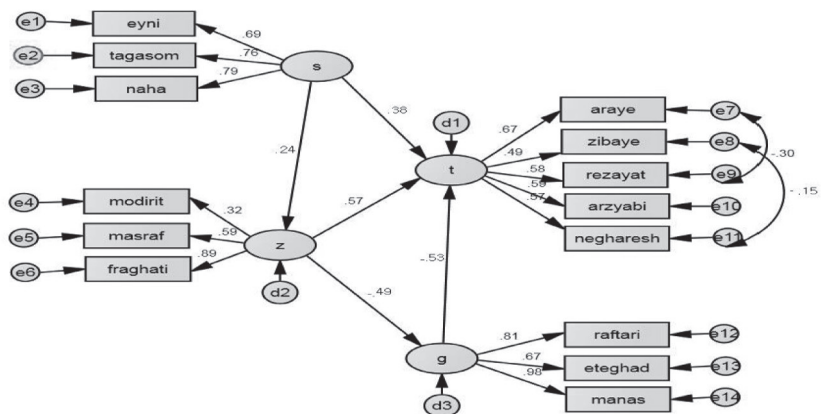 e1 eyni .69
e2 tagasom .76
e3 naha .79
s
.38
-.24
d1
t
araye e7 .67
zibaye e8 .49
rezayat e9 .58
arzyabi e10 .59
negharesh e11 .57
-.30
-.15
e4 modirit .32
e5 masraf .59
e6 fraghati .89
z
d2
.57
-.53
-.49
g
d3
raftari e12 .81
eteghad e13 .67
manas e14 .98